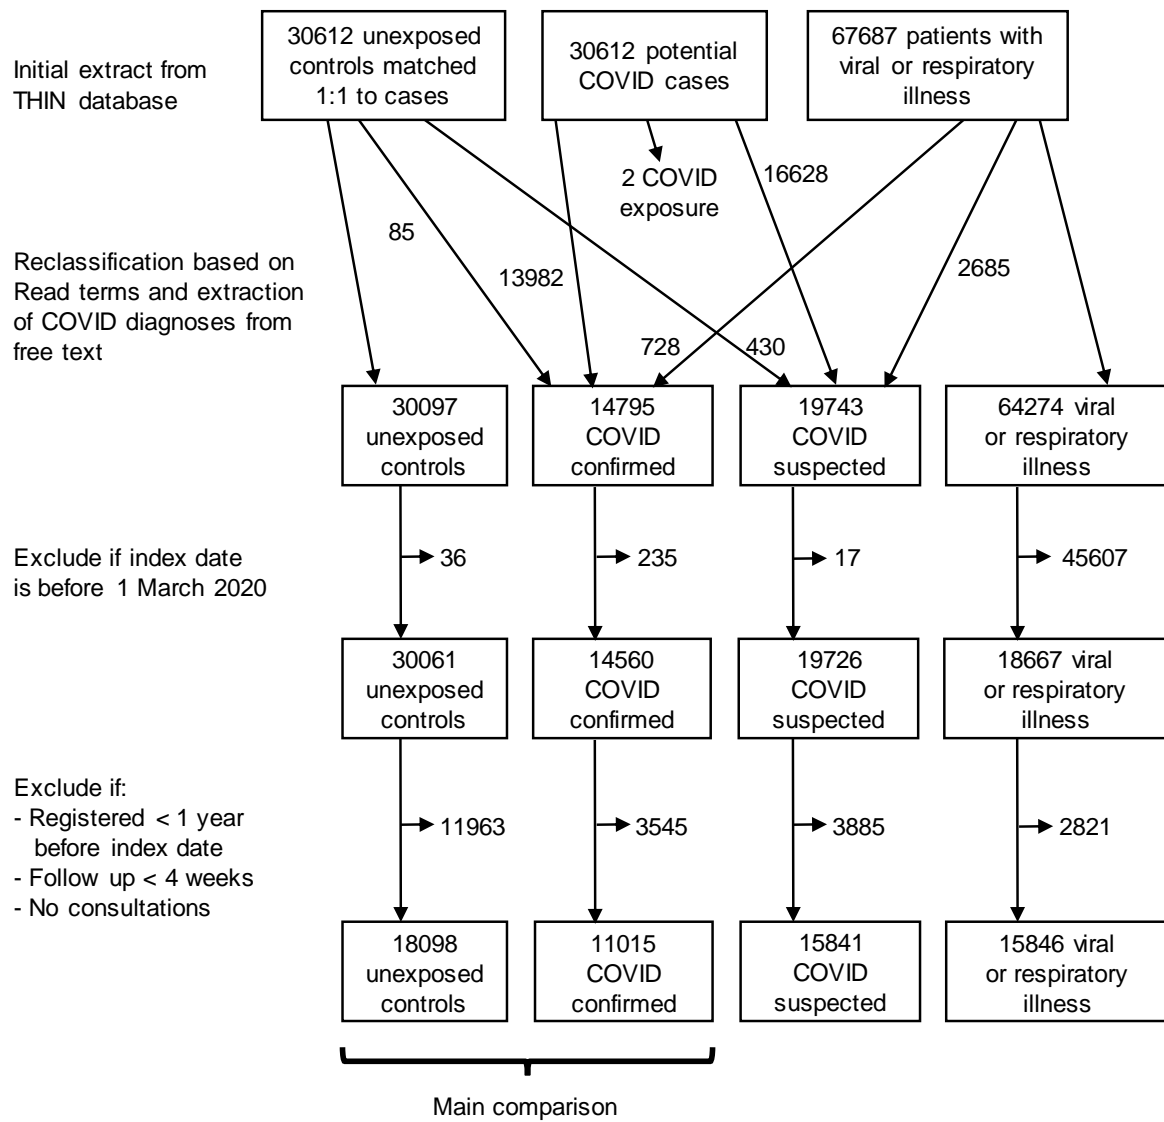 Initial extract from
THIN database
30612 unexposed
controls matched
1:1 to cases
30612 potential
COVID cases
67687 patients with
viral or respiratory
illness
2 COVID
exposure
16628
85
13982
2685
728
430
Reclassification based on
Read terms and extraction
of COVID diagnoses from
free text
30097
unexposed
controls
14795
COVID
confirmed
19743
COVID
suspected
64274 viral
or respiratory
illness
Exclude if index date
is before 1 March 2020
36
235
17
45607
30061
unexposed
controls
14560
COVID
confirmed
19726
COVID
suspected
18667 viral
or respiratory
illness
Exclude if:
- Registered < 1 year
before index date
- Follow up < 4 weeks
- No consultations
11963
3545
3885
2821
18098
unexposed
controls
11015
COVID
confirmed
15841
COVID
suspected
15846 viral
or respiratory
illness
Main comparison